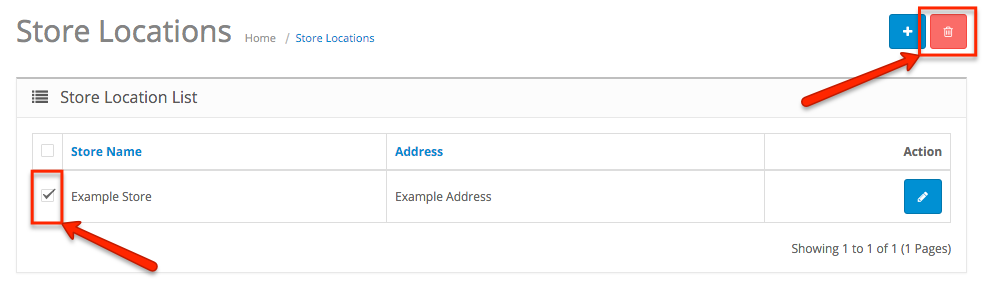 Store Locations Home / Store Locations
Store Location List
Store Name Address Action
Example Store Example Address
Showing 1 to 1 of 1 (1 Pages)